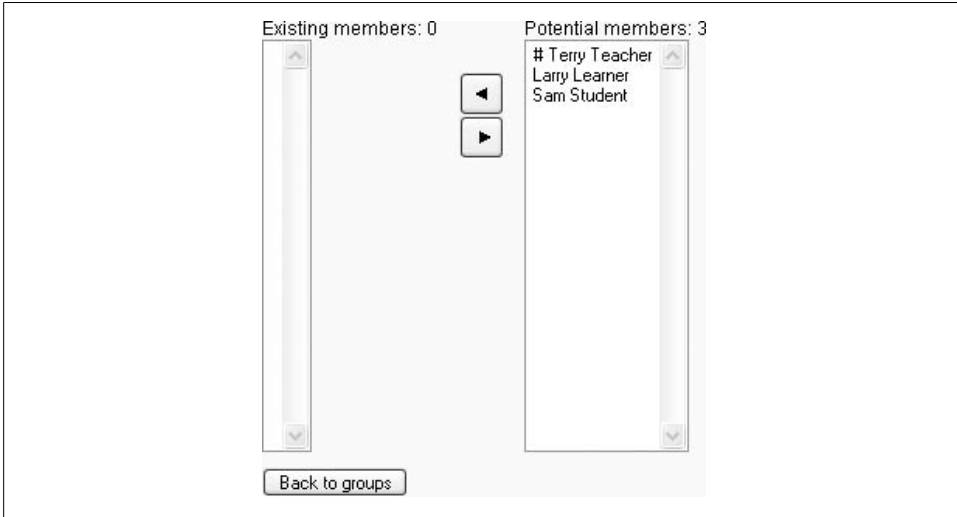 Existing members: 0
Potential members: 3
# Terry Teacher
Larry Learner
Sam Student
Back to groups